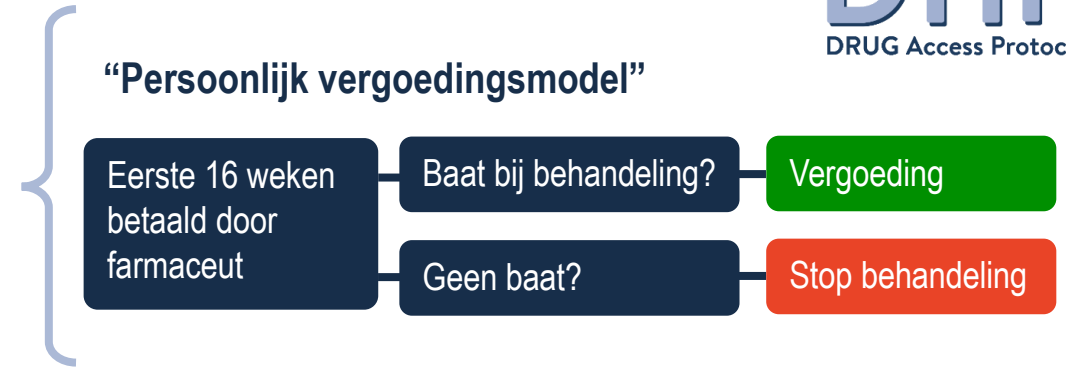 DRUG Access Protoc
“Persoonlijk vergoedingsmodel”
Eerste 16 weken
betaald door
farmaceut
Baat bij behandeling?
Vergoeding
Geen baat?
Stop behandeling